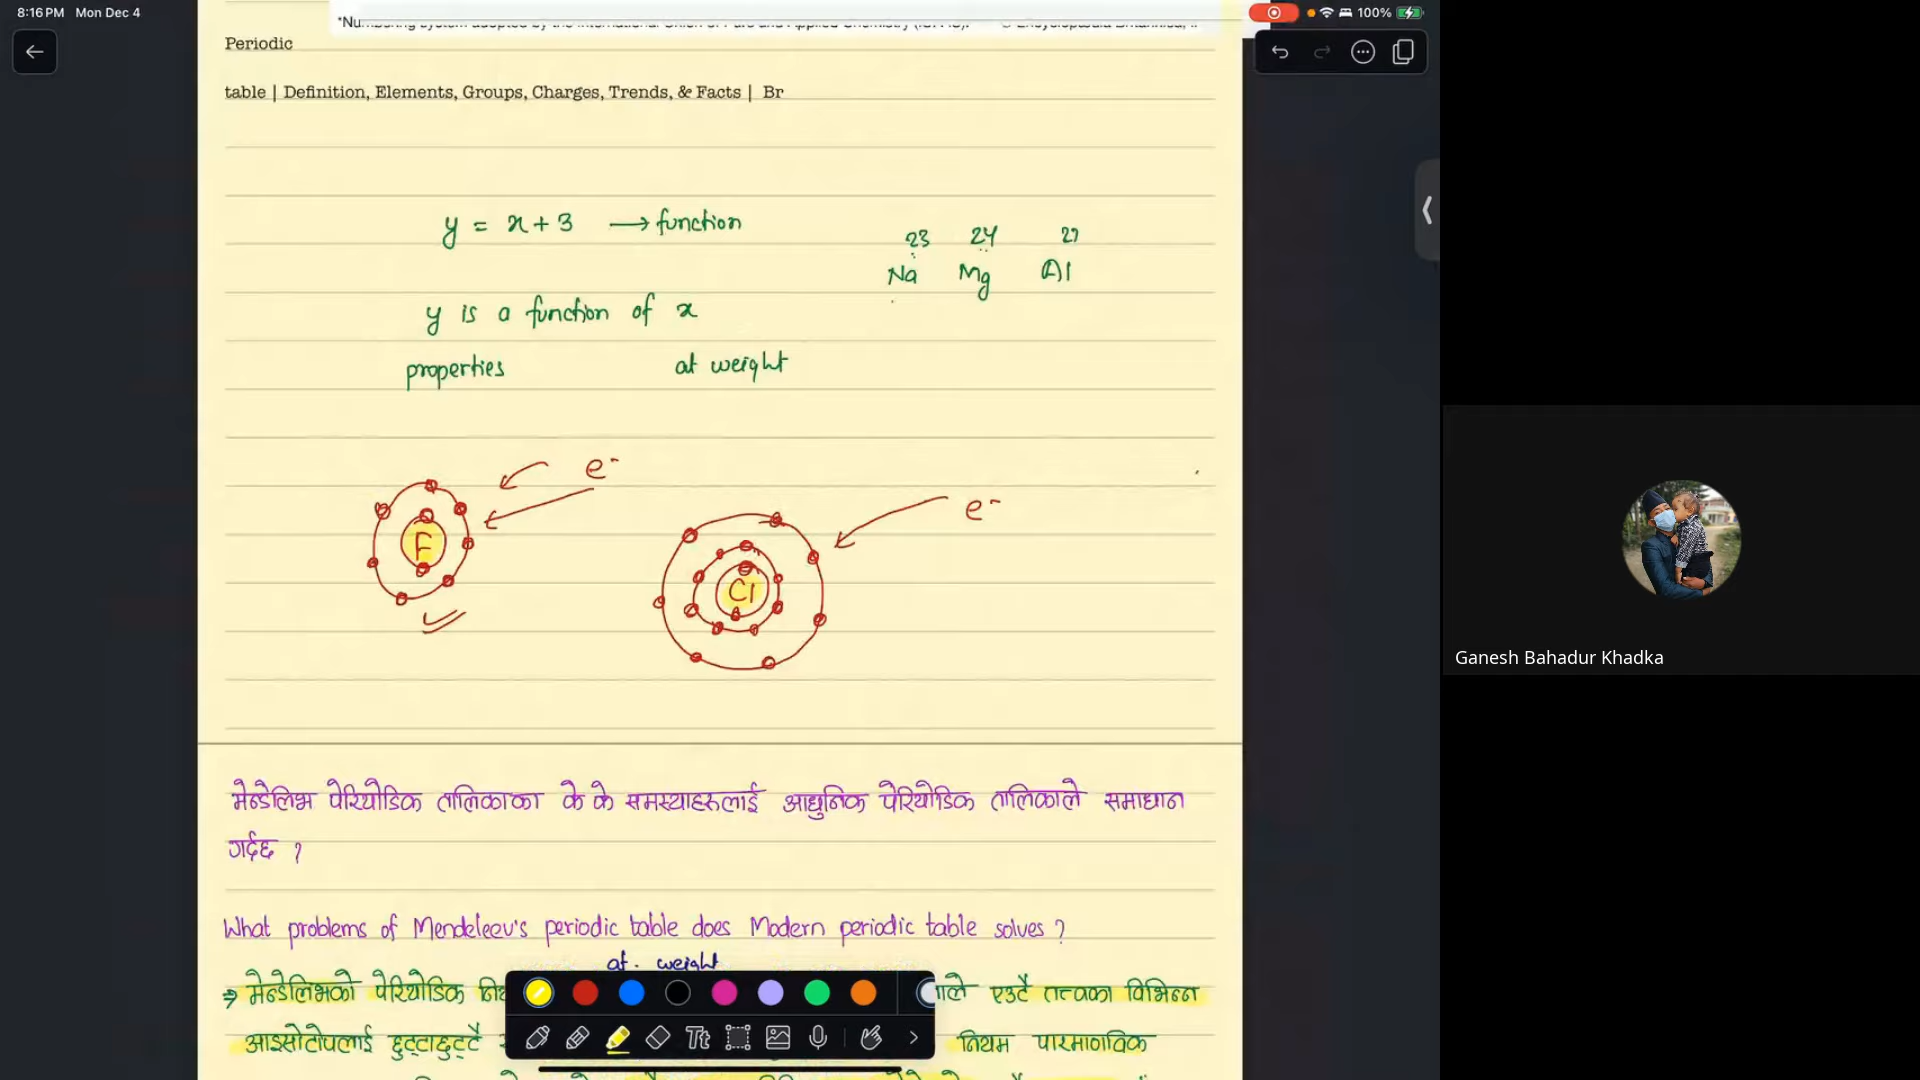 8:16 PM Mon Dec 4
100%
Periodic
table | Definition, Elements, Groups, Charges, Trends, & Facts | Br
y = x + 3 → function
23 24 27
Na Mg Al
y is a function of x
properties at weight
e⁻
e⁻
F
Cl
मेन्डेलिभ पेरियोडिक तालिकाका के के समस्याहरुलाई आधुनिक पेरियोडिक तालिकाले समाधान
गर्दछ ?
What problems of Mendeleev's periodic table does Modern periodic table solves ?
at. weight
⇒ मेन्डेलिभको पेरियोडिक ाले एउटै तत्वका विभिन्न
आइसोटोपलाई छुट्टाछुट्टै नियम पारमाणविक
Tt
Ganesh Bahadur Khadka